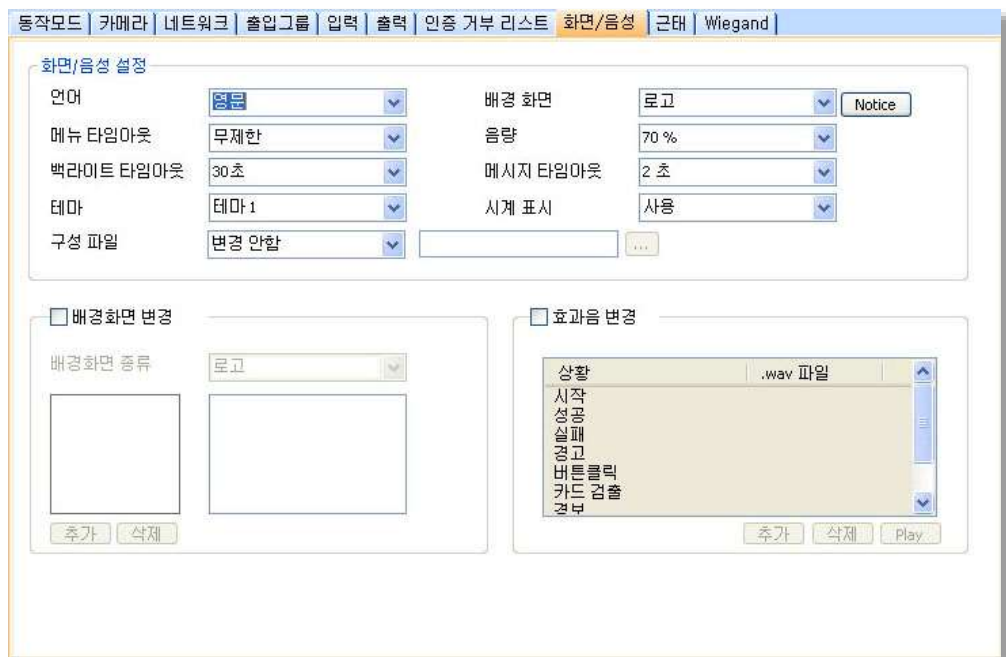 동작모드 카메라 네트워크 출입그룹 입력 출력 인증 거부 리스트 화면/음성 근태 Wiegand
화면/음성 설정
언어 영문 배경 화면 로고 Notice
메뉴 타임아웃 무제한 음량 70 %
백라이트 타임아웃 30초 메시지 타임아웃 2 초
테마 테마 1 시계 표시 사용
구성 파일 변경 안함 ...
배경화면 변경
배경화면 종류 로고
추가 삭제
효과음 변경
상황 .wav 파일
시작
성공
실패
경고
버튼클릭
카드 검출
경보
추가 삭제 Play